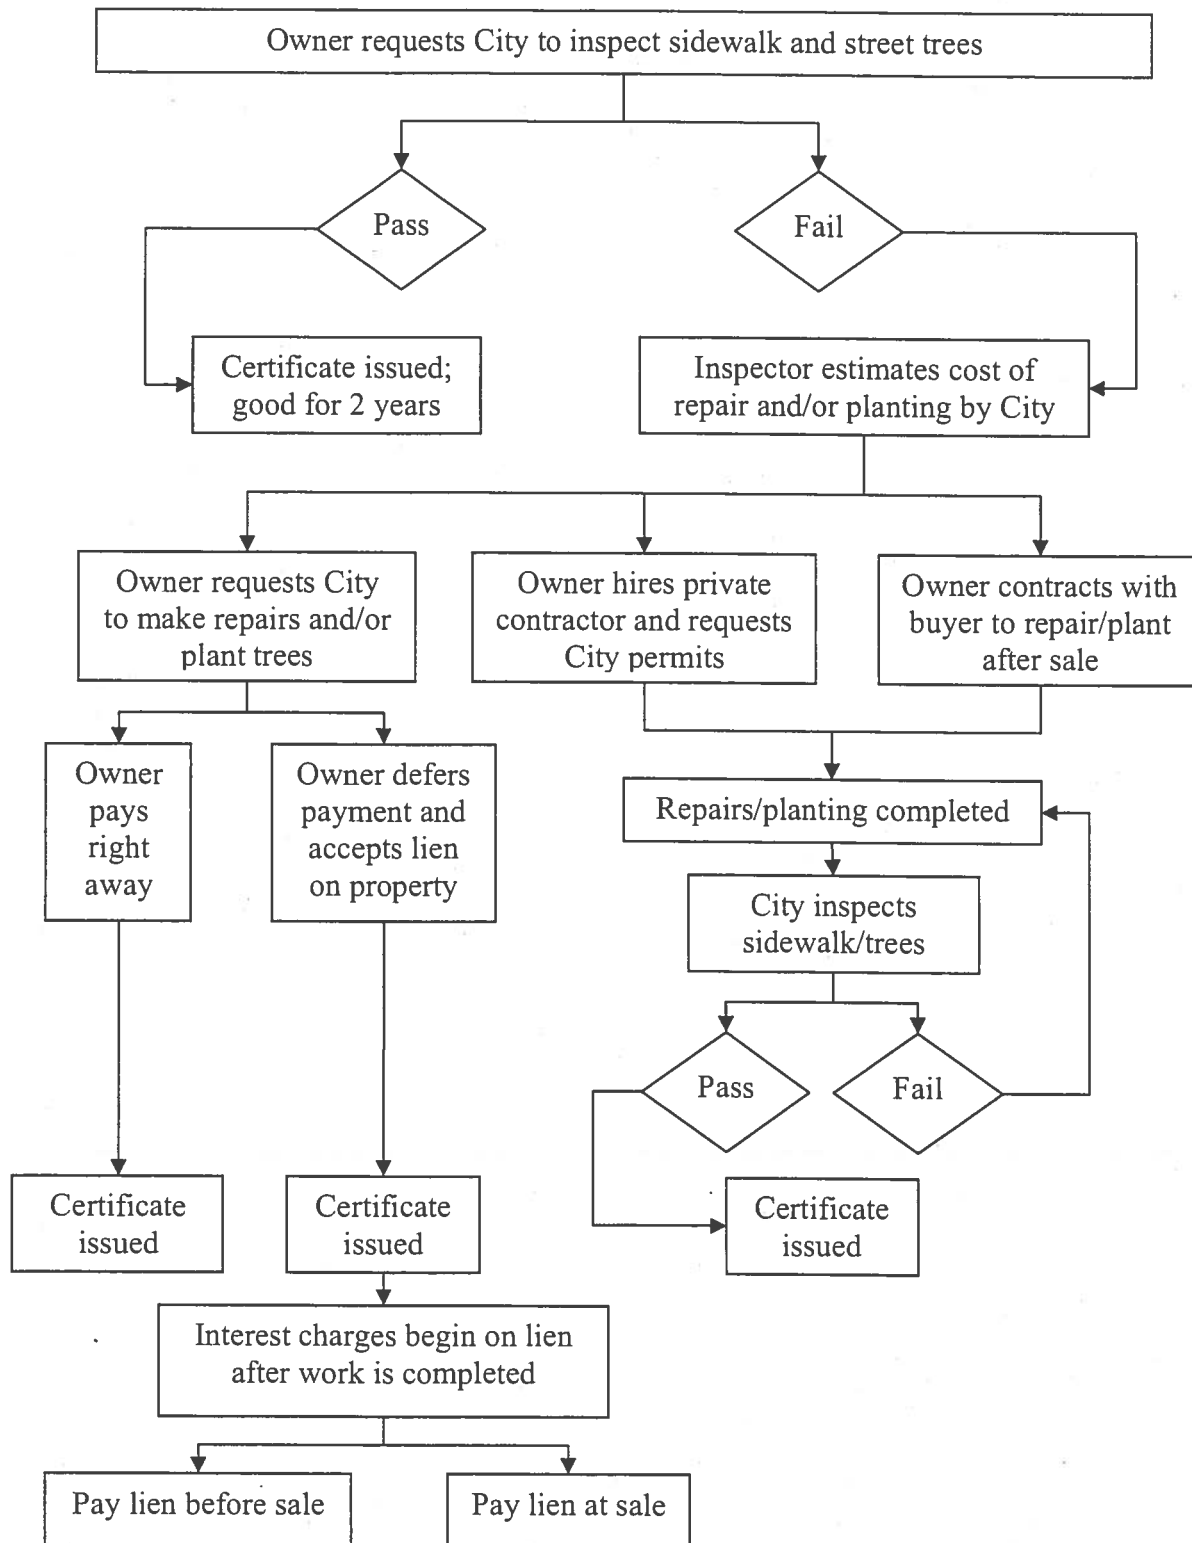 Owner requests City to inspect sidewalk and street trees
Pass
Fail
Certificate issued;
good for 2 years
Inspector estimates cost of
repair and/or planting by City
Owner requests City
to make repairs and/or
plant trees
Owner hires private
contractor and requests
City permits
Owner contracts with
buyer to repair/plant
after sale
Owner
pays
right
away
Owner defers
payment and
accepts lien
on property
Repairs/planting completed
City inspects
sidewalk/trees
Pass
Fail
Certificate
issued
Certificate
issued
Certificate
issued
Interest charges begin on lien
after work is completed
Pay lien before sale
Pay lien at sale